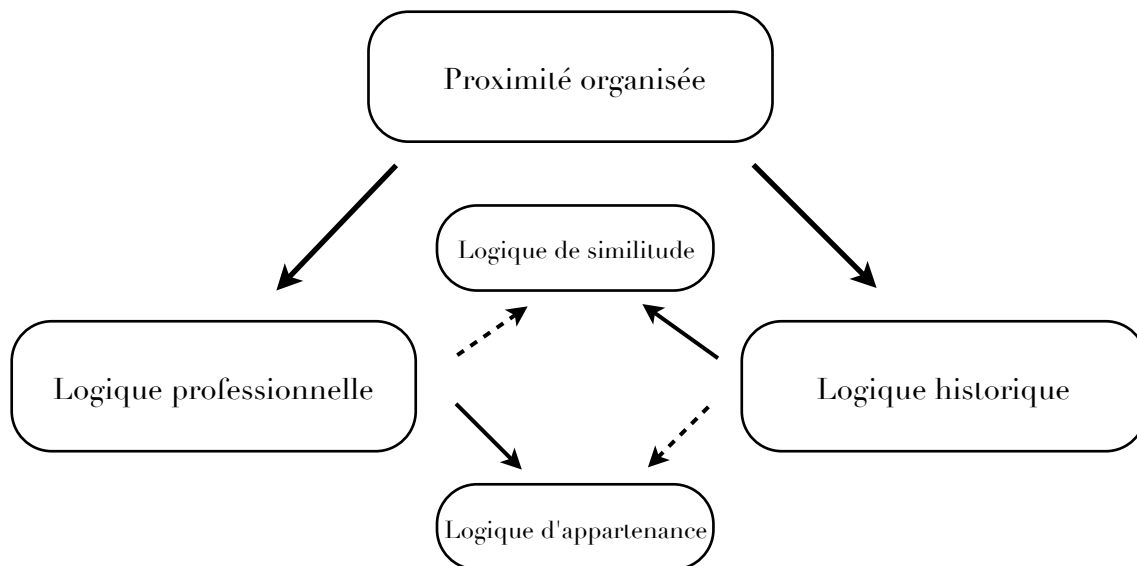 Proximité organisée
Logique de similitude
Logique professionnelle
Logique historique
Logique d'appartenance